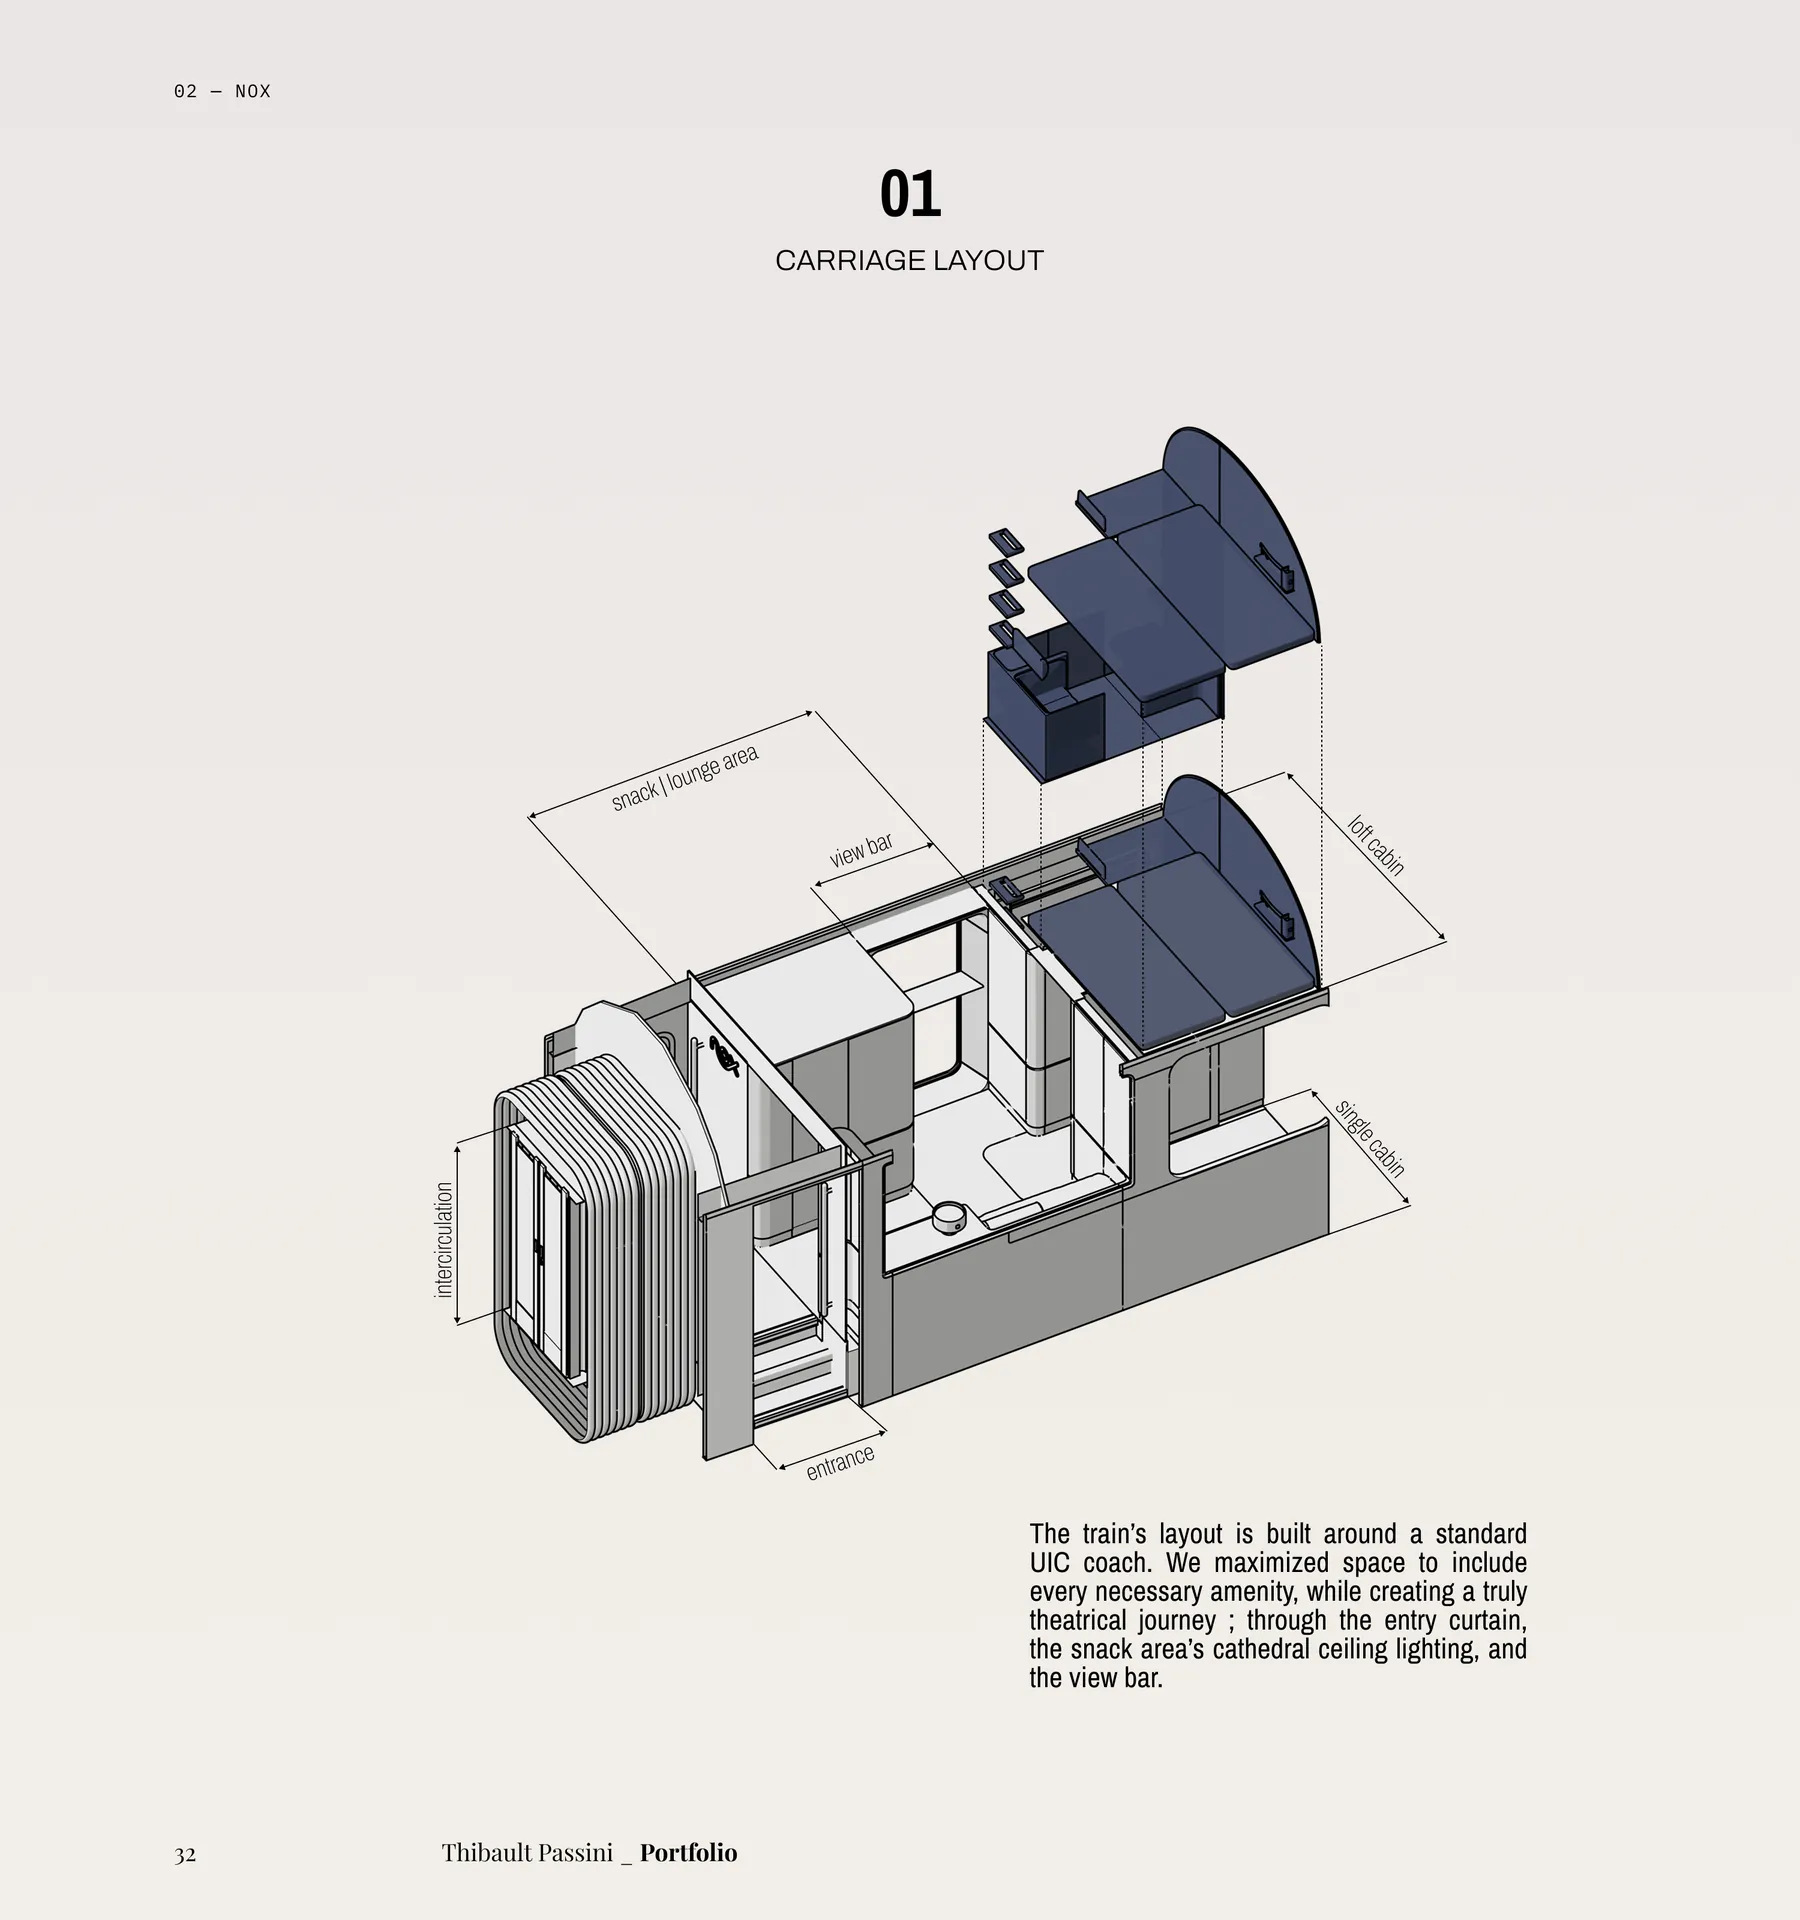 02 — NOX
01
CARRIAGE LAYOUT
snack | lounge area
view bar
loft cabin
nox
single cabin
intercirculation
entrance
The train’s layout is built around a standard
UIC coach. We maximized space to include
every necessary amenity, while creating a truly
theatrical journey ; through the entry curtain,
the snack area’s cathedral ceiling lighting, and
the view bar.
32
Thibault Passini _ Portfolio